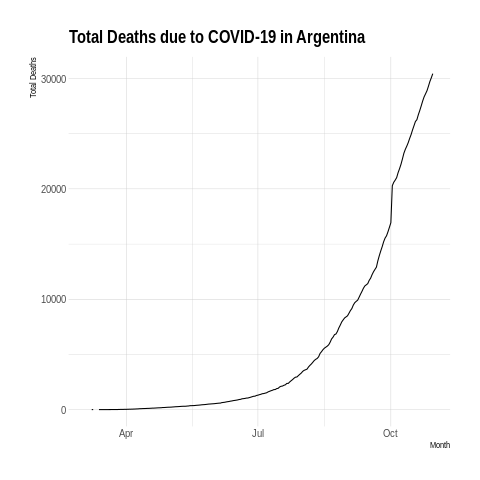 Total Deaths due to COVID-19 in Argentina
Total Deaths
30000
20000
10000
0
Apr
Jul
Oct
Month